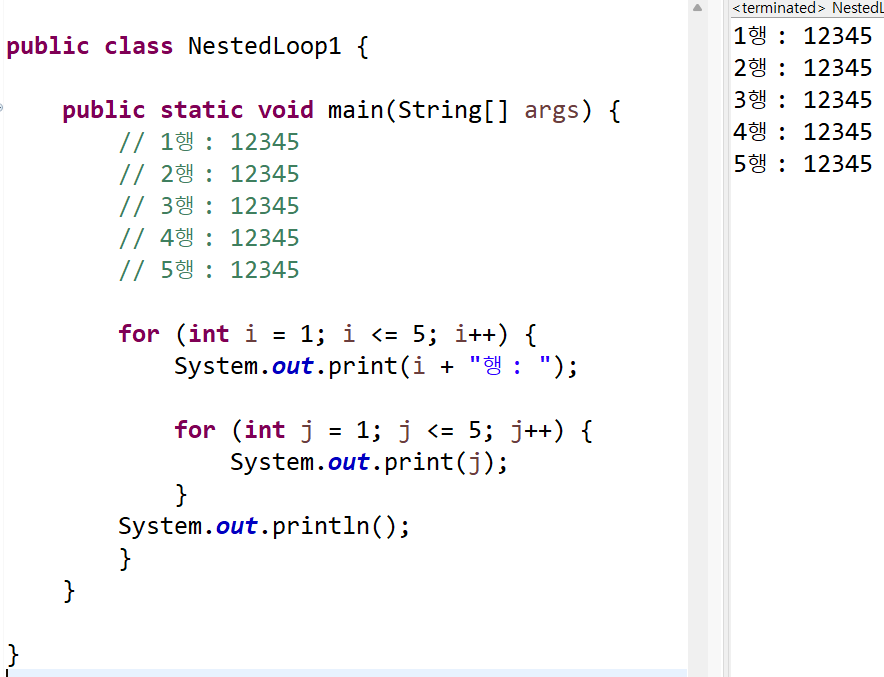 public class NestedLoop1 {
public static void main(String[] args) {
// 1행 : 12345
// 2행 : 12345
// 3행 : 12345
// 4행 : 12345
// 5행 : 12345
for (int i = 1; i <= 5; i++) {
System.out.print(i + "행 : ");
for (int j = 1; j <= 5; j++) {
System.out.print(j);
}
System.out.println();
}
}
}
<terminated> NestedL
1행 : 12345
2행 : 12345
3행 : 12345
4행 : 12345
5행 : 12345